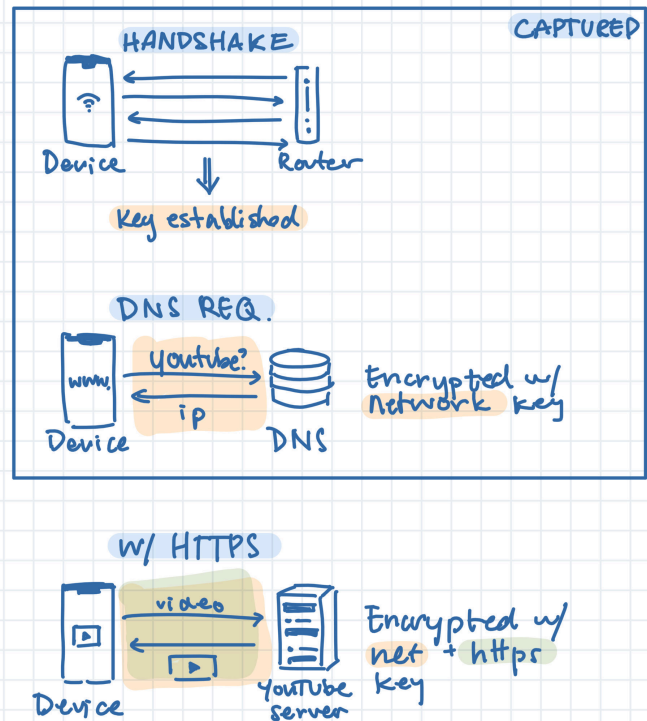 HANDSHAKE
CAPTURED
Device
Router
Key established
DNS REQ.
www.
youtube?
ip
Device
DNS
Encrypted w/
network key
W/ HTTPS
video
Device
YouTube
server
Encrypted w/
net + https
key